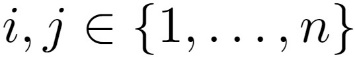 i, j ∈ {1, . . . , n}